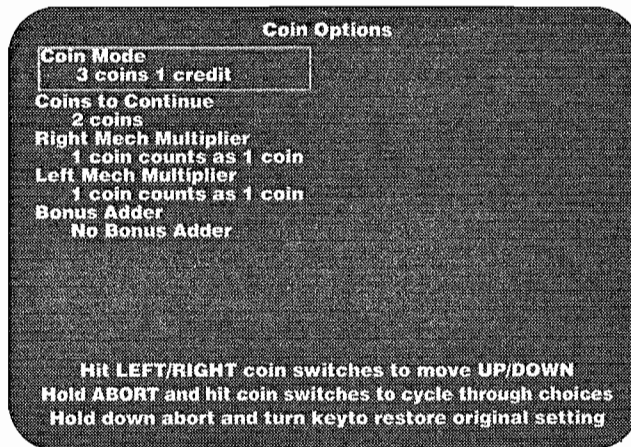 Coin Options
Coin Mode
3 coins 1 credit
Coins to Continue
2 coins
Right Mech Multiplier
1 coin counts as 1 coin
Left Mech Multiplier
1 coin counts as 1 coin
Bonus Adder
No Bonus Adder
Hit LEFT/RIGHT coin switches to move UP/DOWN
Hold ABORT and hit coin switches to cycle through choices
Hold down abort and turn keyto restore original setting